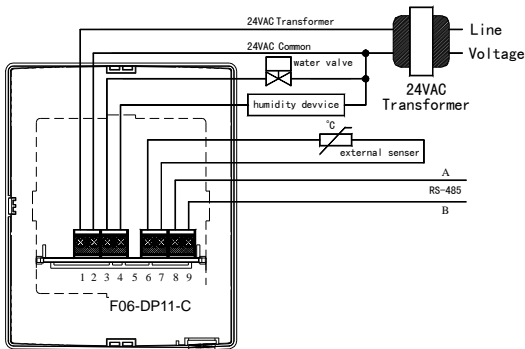 24VAC Transformer
Line
24VAC Common
Voltage
water valve
24VAC
Transformer
humidity devvice
°C
external senser
A
RS-485
B
1 2 3 4 5 6 7 8 9
F06-DP11-C